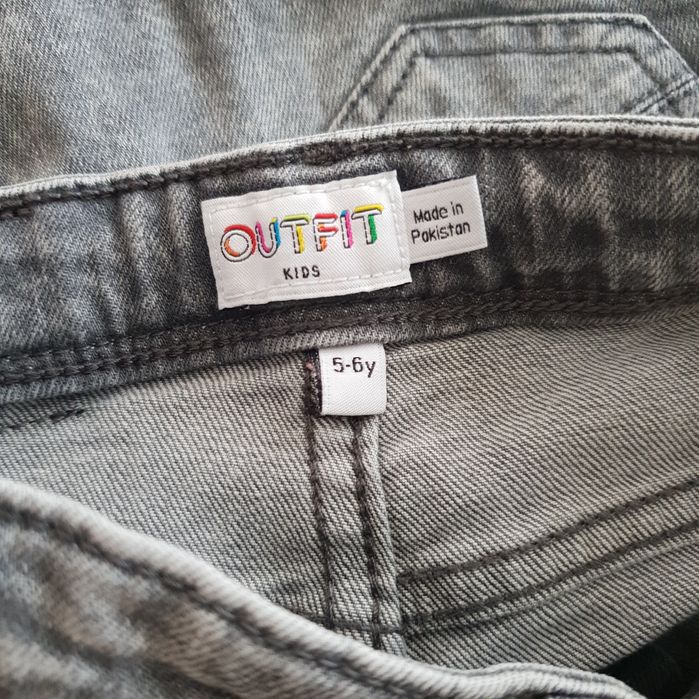 OUTFIT
KIDS
Made in
Pakistan
5-6y